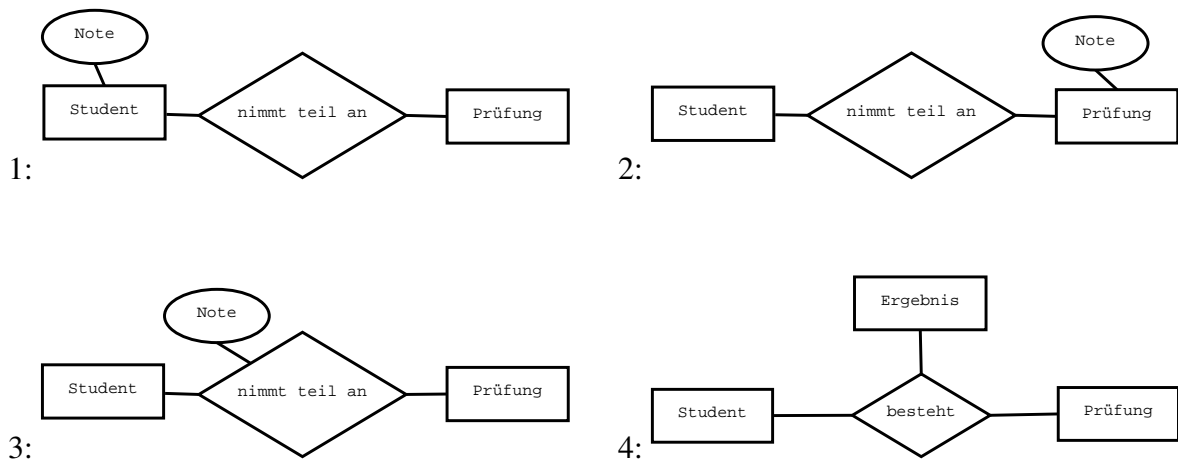 Note
Student
nimmt teil an
Prüfung
1:
Note
Student
nimmt teil an
Prüfung
2:
Note
Student
nimmt teil an
Prüfung
3:
Ergebnis
Student
besteht
Prüfung
4: